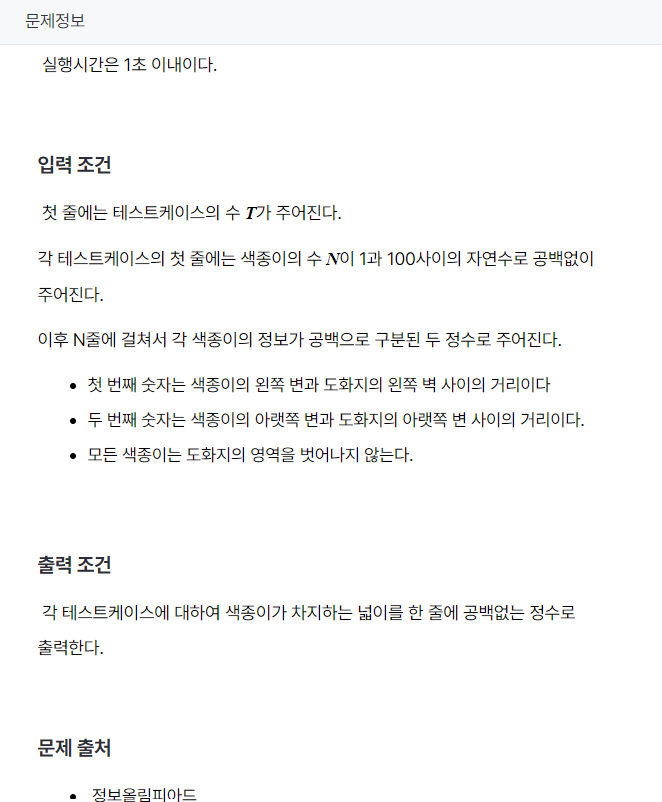 문제정보
실행시간은 1초 이내이다.
입력 조건
첫 줄에는 테스트케이스의 수 T가 주어진다.
각 테스트케이스의 첫 줄에는 색종이의 수 N이 1과 100사이의 자연수로 공백없이
주어진다.
이후 N줄에 걸쳐서 각 색종이의 정보가 공백으로 구분된 두 정수로 주어진다.
• 첫 번째 숫자는 색종이의 왼쪽 변과 도화지의 왼쪽 벽 사이의 거리이다
• 두 번째 숫자는 색종이의 아랫쪽 변과 도화지의 아랫쪽 변 사이의 거리이다.
• 모든 색종이는 도화지의 영역을 벗어나지 않는다.
출력 조건
각 테스트케이스에 대하여 색종이가 차지하는 넓이를 한 줄에 공백없는 정수로
출력한다.
문제 출처
• 정보올림피아드